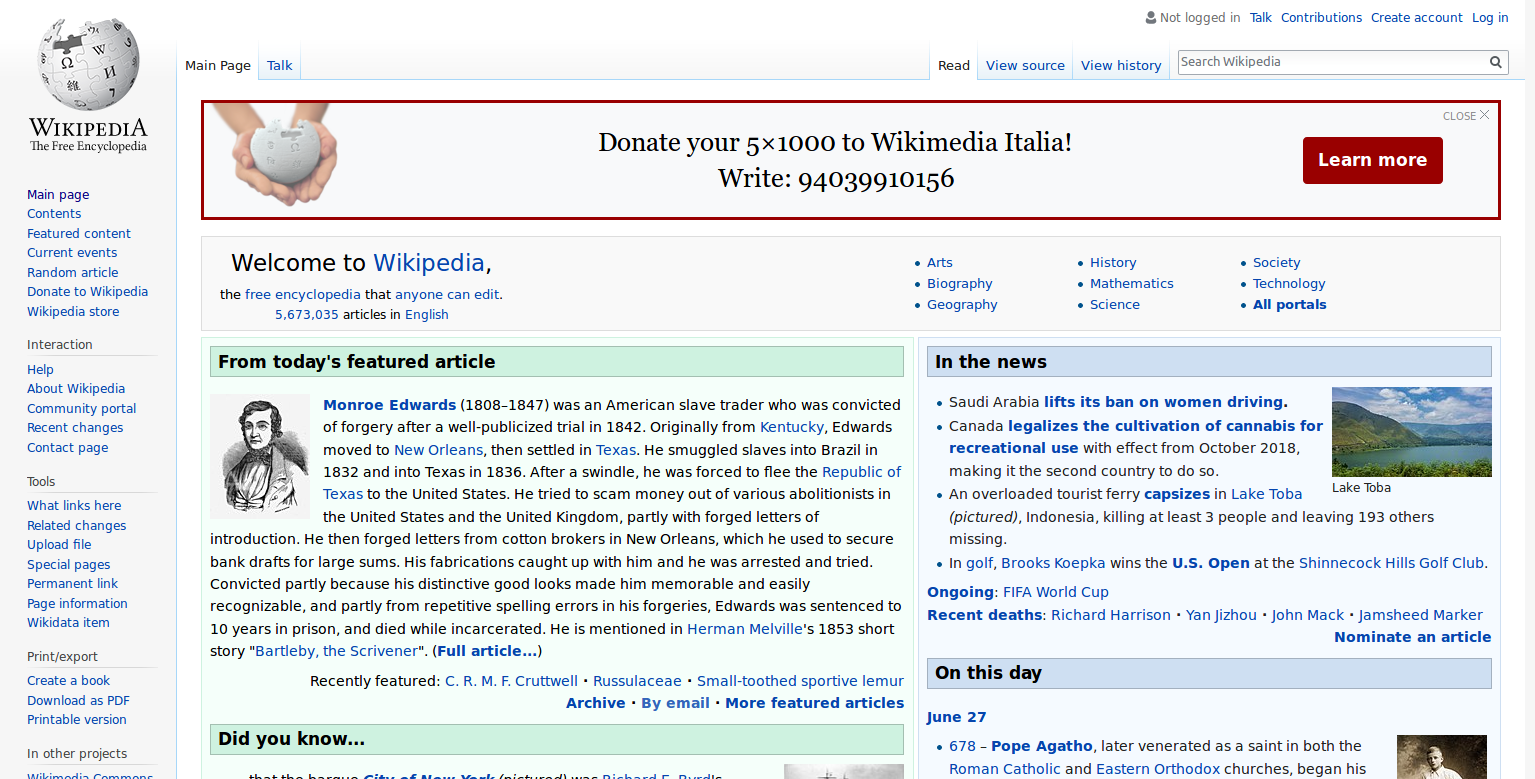 Not logged in Talk Contributions Create account Log in
Main Page Talk Read View source View history Search Wikipedia
WIKIPEDIA
The Free Encyclopedia
Main page
Contents
Featured content
Current events
Random article
Donate to Wikipedia
Wikipedia store
Interaction
Help
About Wikipedia
Community portal
Recent changes
Contact page
Tools
What links here
Related changes
Upload file
Special pages
Permanent link
Page information
Wikidata item
Print/export
Create a book
Download as PDF
Printable version
In other projects
Wikimedia Commons
CLOSE
Donate your 5×1000 to Wikimedia Italia!
Write: 94039910156
Learn more
Welcome to Wikipedia,
the free encyclopedia that anyone can edit.
5,673,035 articles in English
Arts
Biography
Geography
History
Mathematics
Science
Society
Technology
All portals
From today's featured article
Monroe Edwards (1808–1847) was an American slave trader who was convicted
of forgery after a well-publicized trial in 1842. Originally from Kentucky, Edwards
moved to New Orleans, then settled in Texas. He smuggled slaves into Brazil in
1832 and into Texas in 1836. After a swindle, he was forced to flee the Republic of
Texas to the United States. He tried to scam money out of various abolitionists in
the United States and the United Kingdom, partly with forged letters of
introduction. He then forged letters from cotton brokers in New Orleans, which he used to secure
bank drafts for large sums. His fabrications caught up with him and he was arrested and tried.
Convicted partly because his distinctive good looks made him memorable and easily
recognizable, and partly from repetitive spelling errors in his forgeries, Edwards was sentenced to
10 years in prison, and died while incarcerated. He is mentioned in Herman Melville's 1853 short
story "Bartleby, the Scrivener". (Full article...)
Recently featured: C. R. M. F. Cruttwell · Russulaceae · Small-toothed sportive lemur
Archive · By email · More featured articles
Did you know...
that the barque City of New York (pictured) was Richard E. Byrd's
In the news
Saudi Arabia lifts its ban on women driving.
Canada legalizes the cultivation of cannabis for
recreational use with effect from October 2018,
making it the second country to do so.
Lake Toba
An overloaded tourist ferry capsizes in Lake Toba
(pictured), Indonesia, killing at least 3 people and leaving 193 others
missing.
In golf, Brooks Koepka wins the U.S. Open at the Shinnecock Hills Golf Club.
Ongoing: FIFA World Cup
Recent deaths: Richard Harrison · Yan Jizhou · John Mack · Jamsheed Marker
Nominate an article
On this day
June 27
678 – Pope Agatho, later venerated as a saint in both the
Roman Catholic and Eastern Orthodox churches, began his